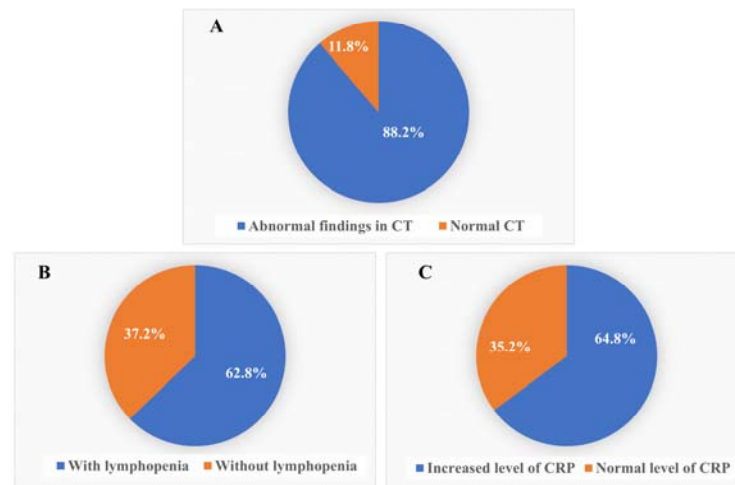 A
11.8%
88.2%
Abnormal findings in CT Normal CT
B
37.2%
62.8%
With lymphopenia Without lymphopenia
C
35.2%
64.8%
Increased level of CRP Normal level of CRP